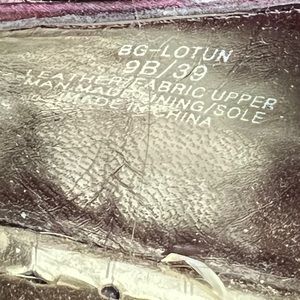 BG-LOTUN
9B/39
LEATHER/FABRIC UPPER
MAN MADE LINING/SOLE
MADE IN CHINA